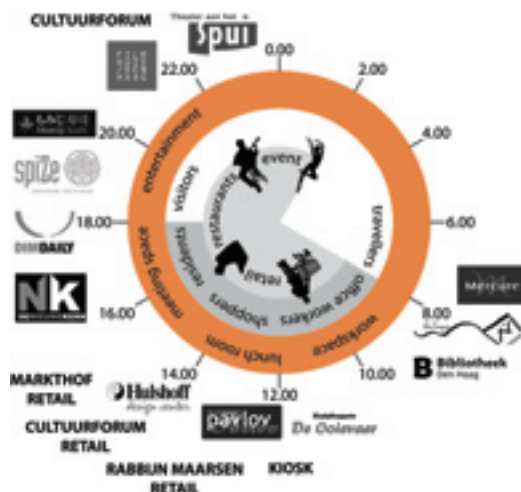 CULTUURFORUM
Theater aan het
Spui
0.00
2.00
4.00
6.00
8.00
10.00
12.00
14.00
16.00
18.00
20.00
22.00
entertainment
meeting space
lunch room
workspace
visitors
residents
shoppers
office workers
travellers
restaurants
event
retail
spize
DIMDAILY
NK
Mercure
B Bibliotheek
Den Haag
MARKTHOF
RETAIL
Hulshoff
design center
CULTUURFORUM
RETAIL
pavlov
De Ooievaar
RABBIJN MAARSEN
RETAIL
KIOSK